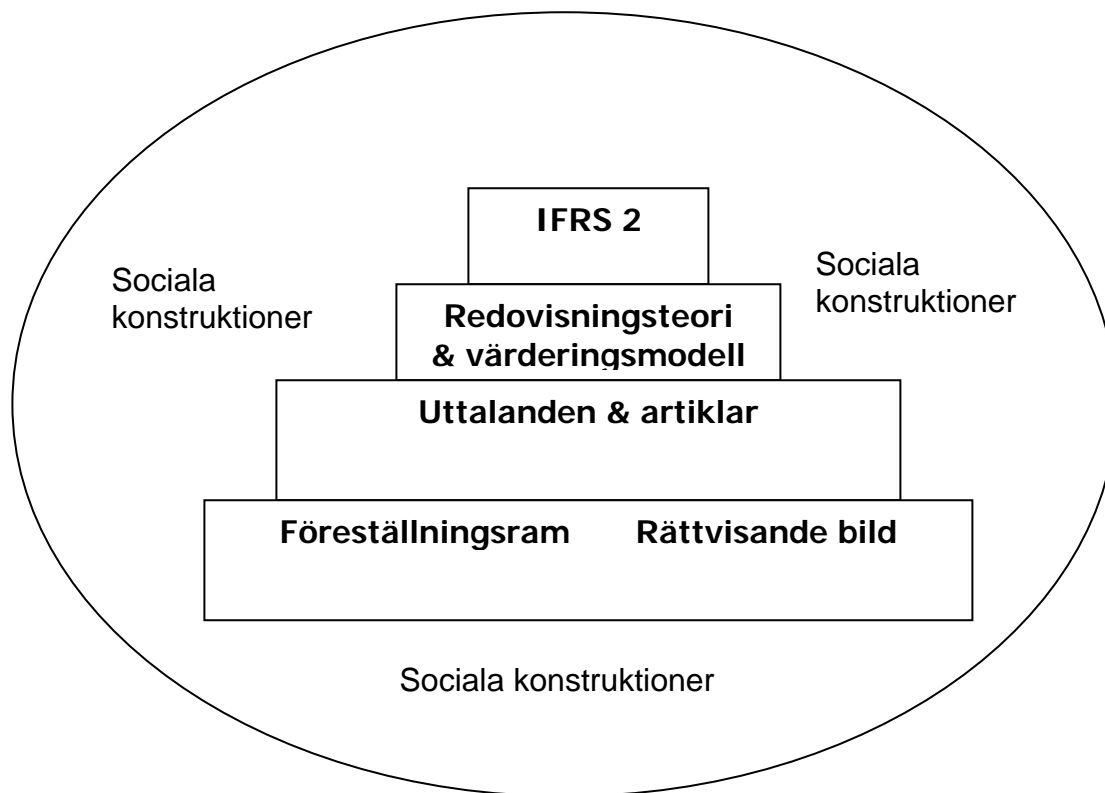 IFRS 2
Sociala
konstruktioner
Sociala
konstruktioner
Redovisningsteori
& värderingsmodell
Uttalanden & artiklar
Föreställningsram Rättvisande bild
Sociala konstruktioner